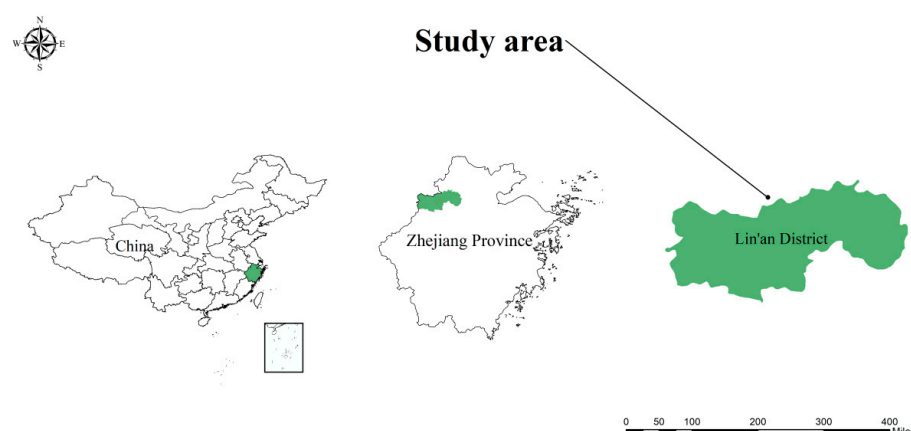 N
W E
S
Study area
China
Zhejiang Province
Lin'an District
0 50 100 200 300 400